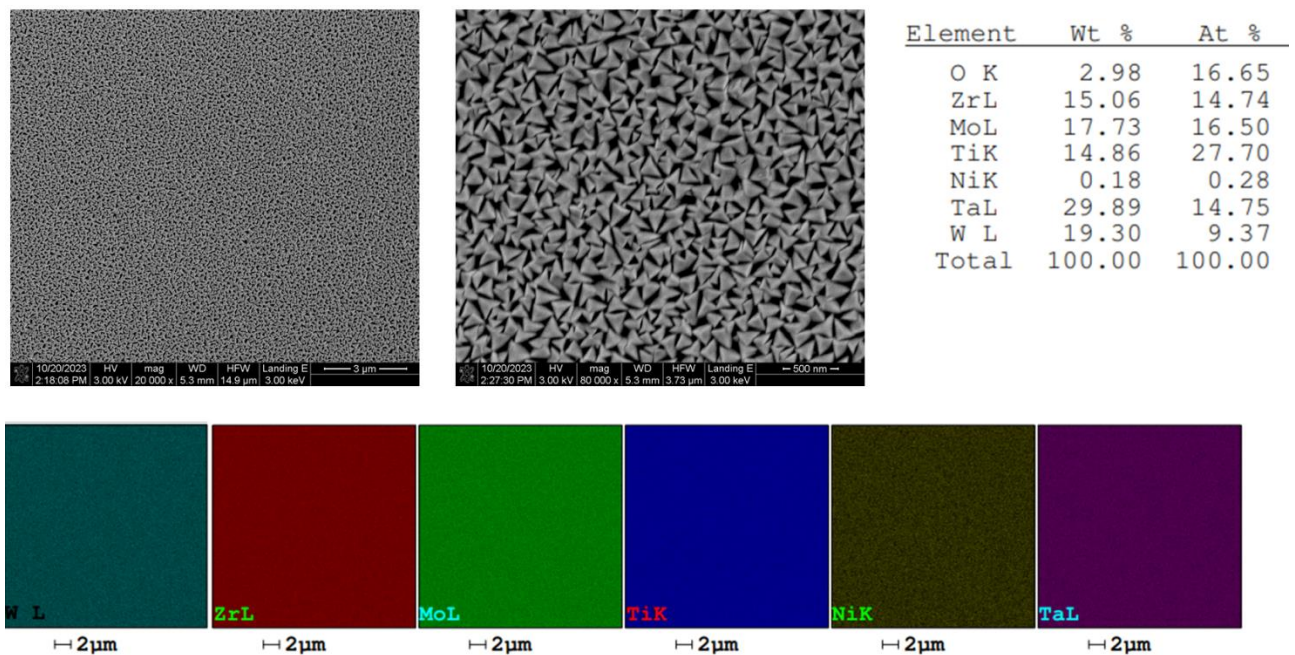 10/20/2023 HV mag WD HFW Landing E 3 µm
2:18:08 PM 3.00 kV 20 000 x 5.3 mm 14.9 µm 3.00 keV
10/20/2023 HV mag WD HFW Landing E 500 nm
2:27:30 PM 3.00 kV 80 000 x 5.3 mm 3.73 µm 3.00 keV
Element Wt % At %
O K 2.98 16.65
ZrL 15.06 14.74
MoL 17.73 16.50
TiK 14.86 27.70
NiK 0.18 0.28
TaL 29.89 14.75
W L 19.30 9.37
Total 100.00 100.00
W L ZrL MoL TiK NiK TaL
2µm 2µm 2µm 2µm 2µm 2µm